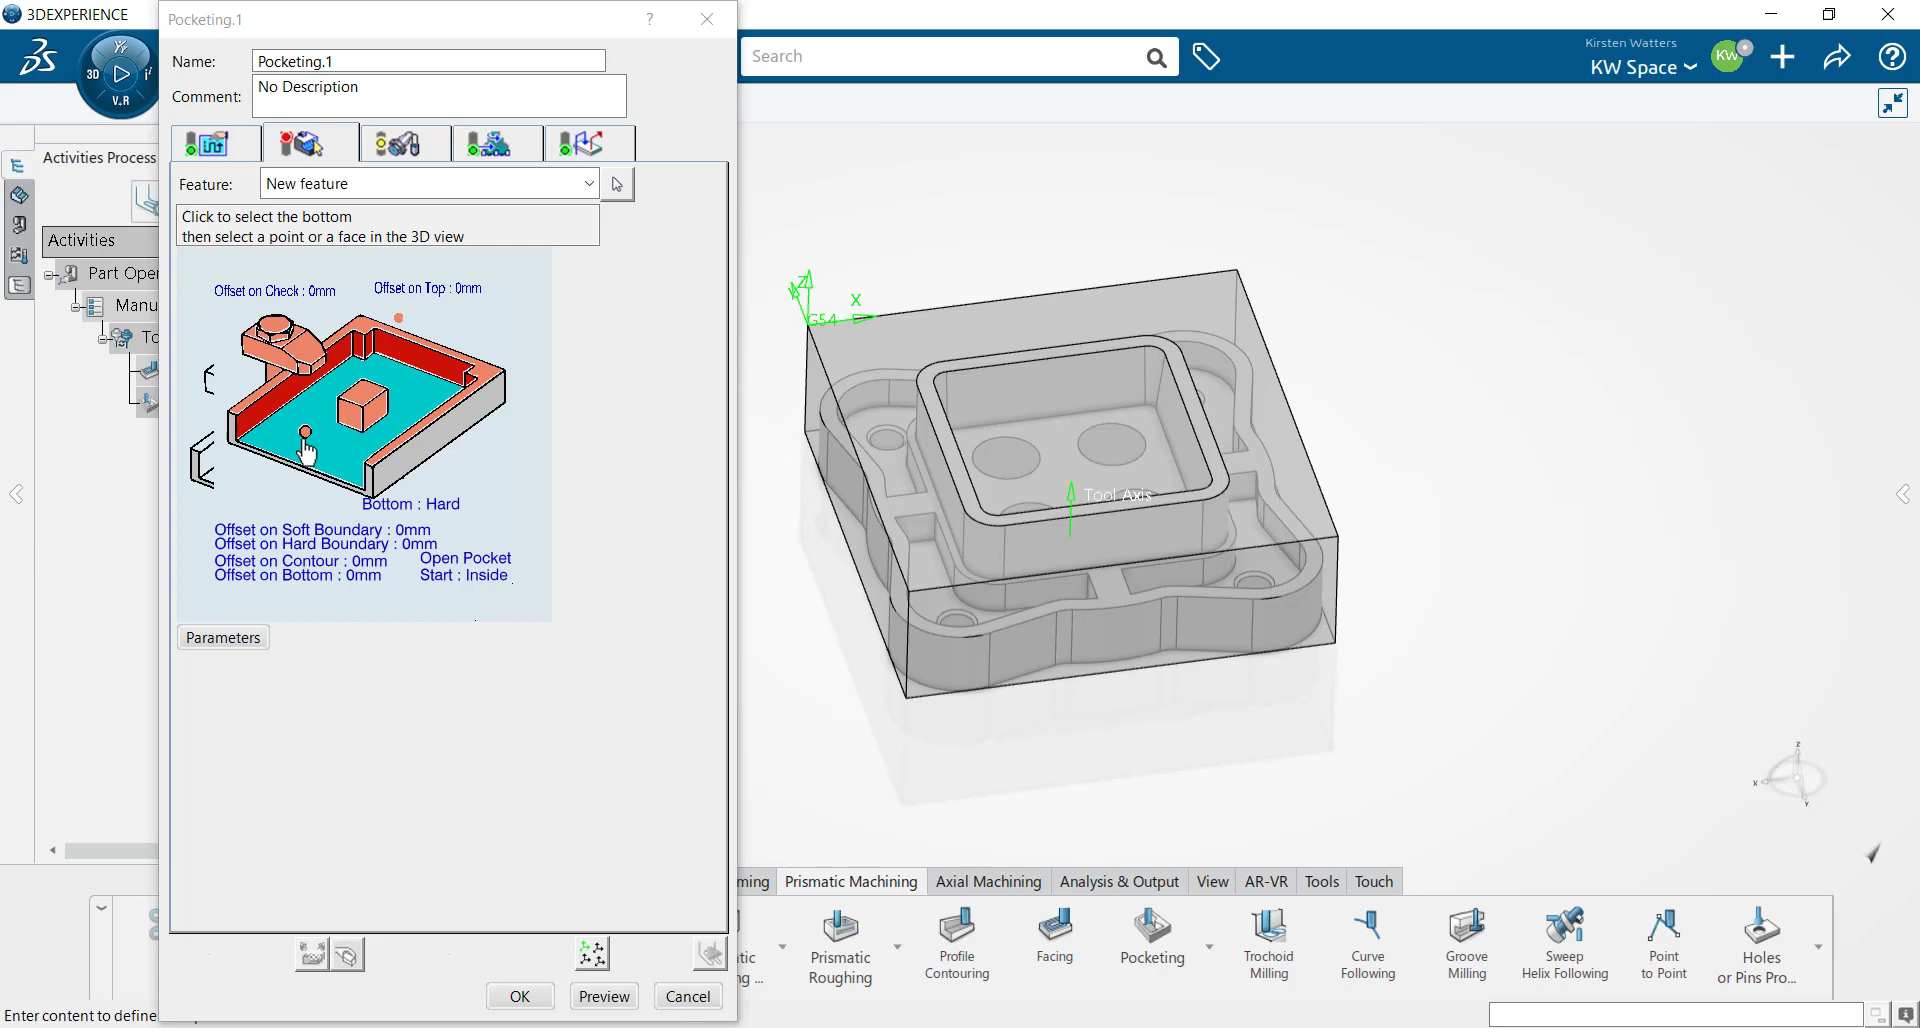 3DEXPERIENCE
Pocketing.1
?
Name:
Pocketing.1
Comment:
No Description
Feature:
New feature
Click to select the bottom
then select a point or a face in the 3D view
Offset on Check : 0mm
Offset on Top : 0mm
Bottom : Hard
Offset on Soft Boundary : 0mm
Offset on Hard Boundary : 0mm
Offset on Contour : 0mm
Open Pocket
Offset on Bottom : 0mm
Start : Inside
Parameters
OK
Preview
Cancel
3D
V.R
Activities Process
Activities
Part Oper
Manu
To
Enter content to define
Search
Kirsten Watters
KW Space
KW
Z
X
G54
Tool Axis
z
x
y
ming
Prismatic Machining
Axial Machining
Analysis & Output
View
AR-VR
Tools
Touch
tic
ng ...
Prismatic
Roughing
Profile
Contouring
Facing
Pocketing
Trochoid
Milling
Curve
Following
Groove
Milling
Sweep
Helix Following
Point
to Point
Holes
or Pins Pro...